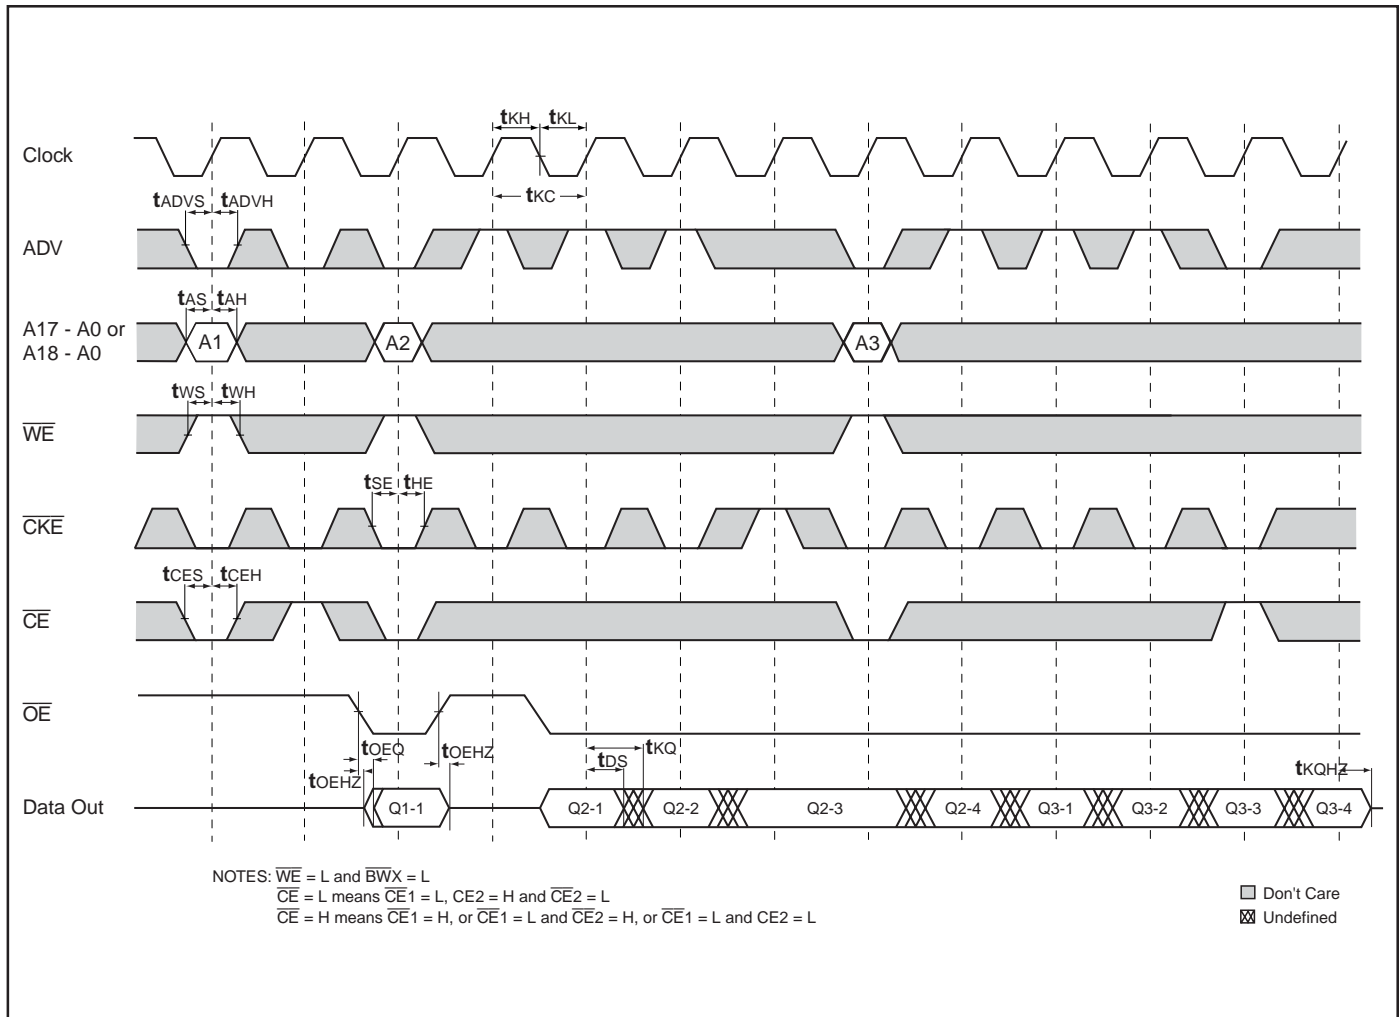 tKH tKL
Clock
tKC
tADVS tADVH
ADV
tAS tAH
A17 - A0 or
A18 - A0
A1 A2 A3
tWS tWH
WE
tSE tHE
CKE
tCES tCEH
CE
OE
tOEQ tOEHZ tKQ
tDS
tOEHZ tKQHZ
Data Out Q1-1 Q2-1 Q2-2 Q2-3 Q2-4 Q3-1 Q3-2 Q3-3 Q3-4
NOTES: WE = L and BWX = L
CE = L means CE1 = L, CE2 = H and CE2 = L
CE = H means CE1 = H, or CE1 = L and CE2 = H, or CE1 = L and CE2 = L
Don't Care
Undefined